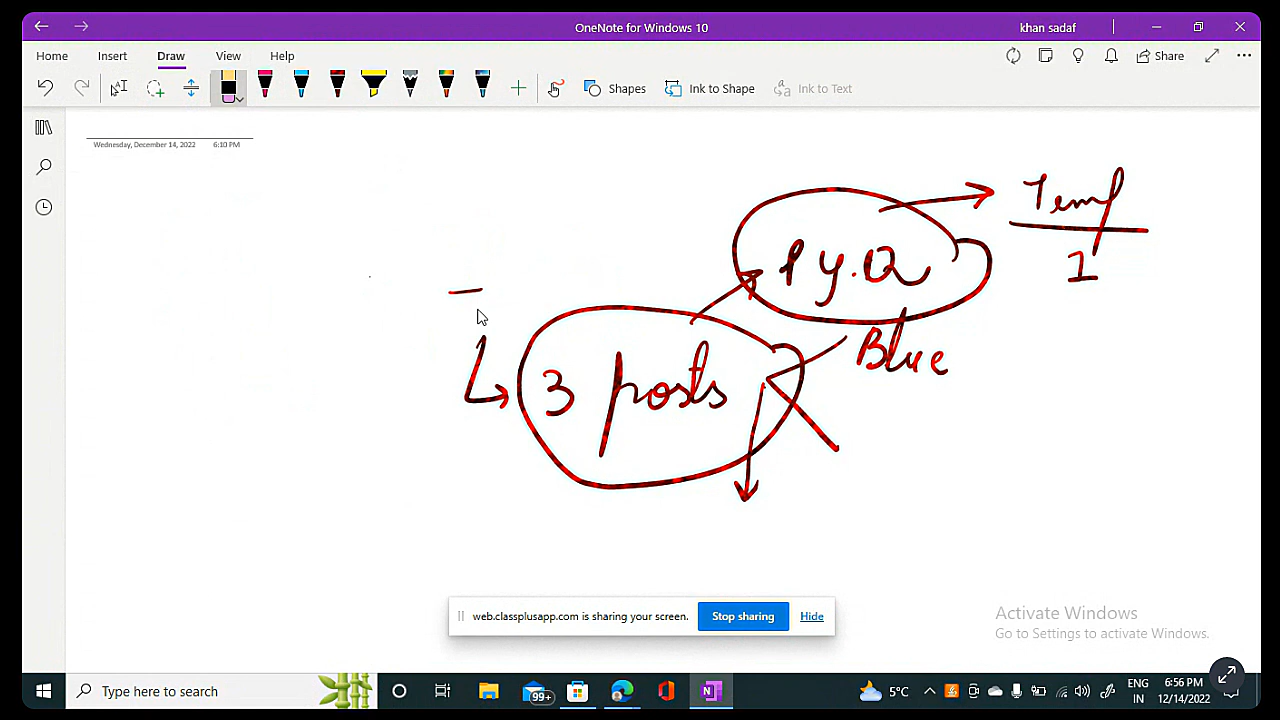 OneNote for Windows 10
khan sadaf
Home Insert Draw View Help
Share
Shapes
Ink to Shape
Ink to Text
Wednesday, December 14, 2022 6:10 PM
Temp
1
PY.Q
Blue
3 posts
web.classplusapp.com is sharing your screen. Stop sharing Hide
Activate Windows
Go to Settings to activate Windows.
Type here to search
99+
5°C
ENG
IN
6:56 PM
12/14/2022